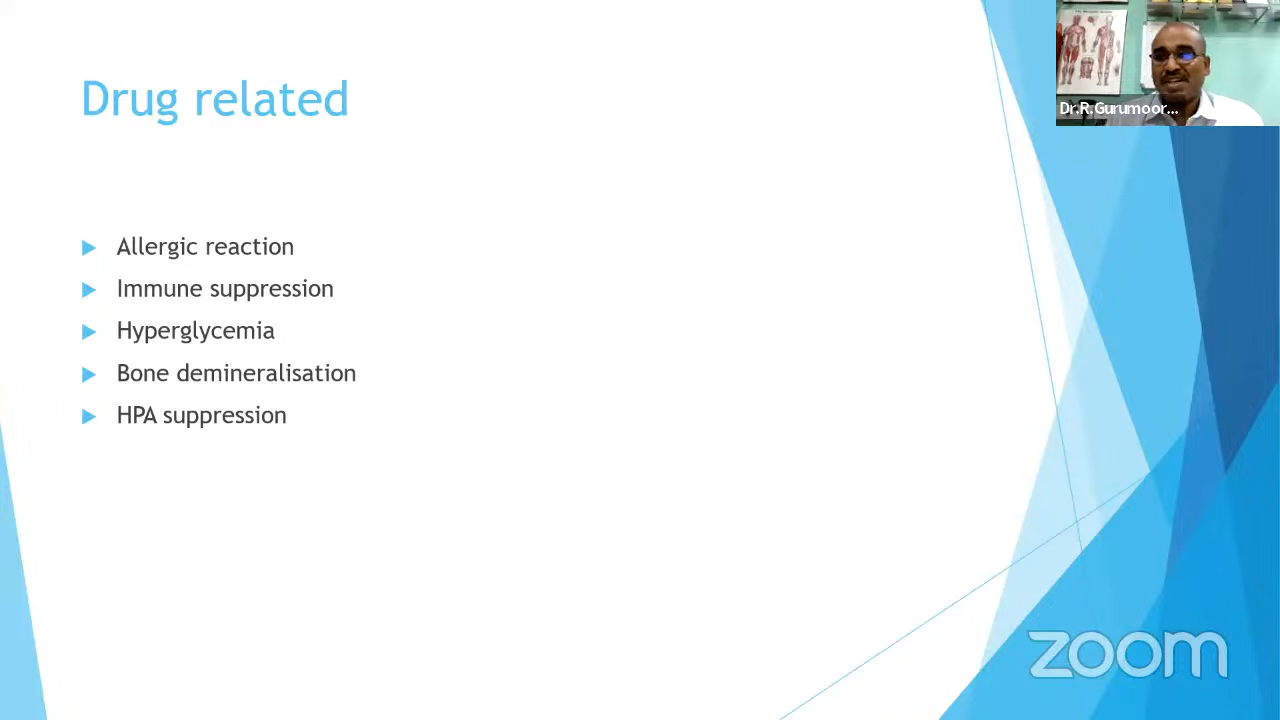 Drug related
Allergic reaction
Immune suppression
Hyperglycemia
Bone demineralisation
HPA suppression
Dr.R.Gurumoor...
zoom